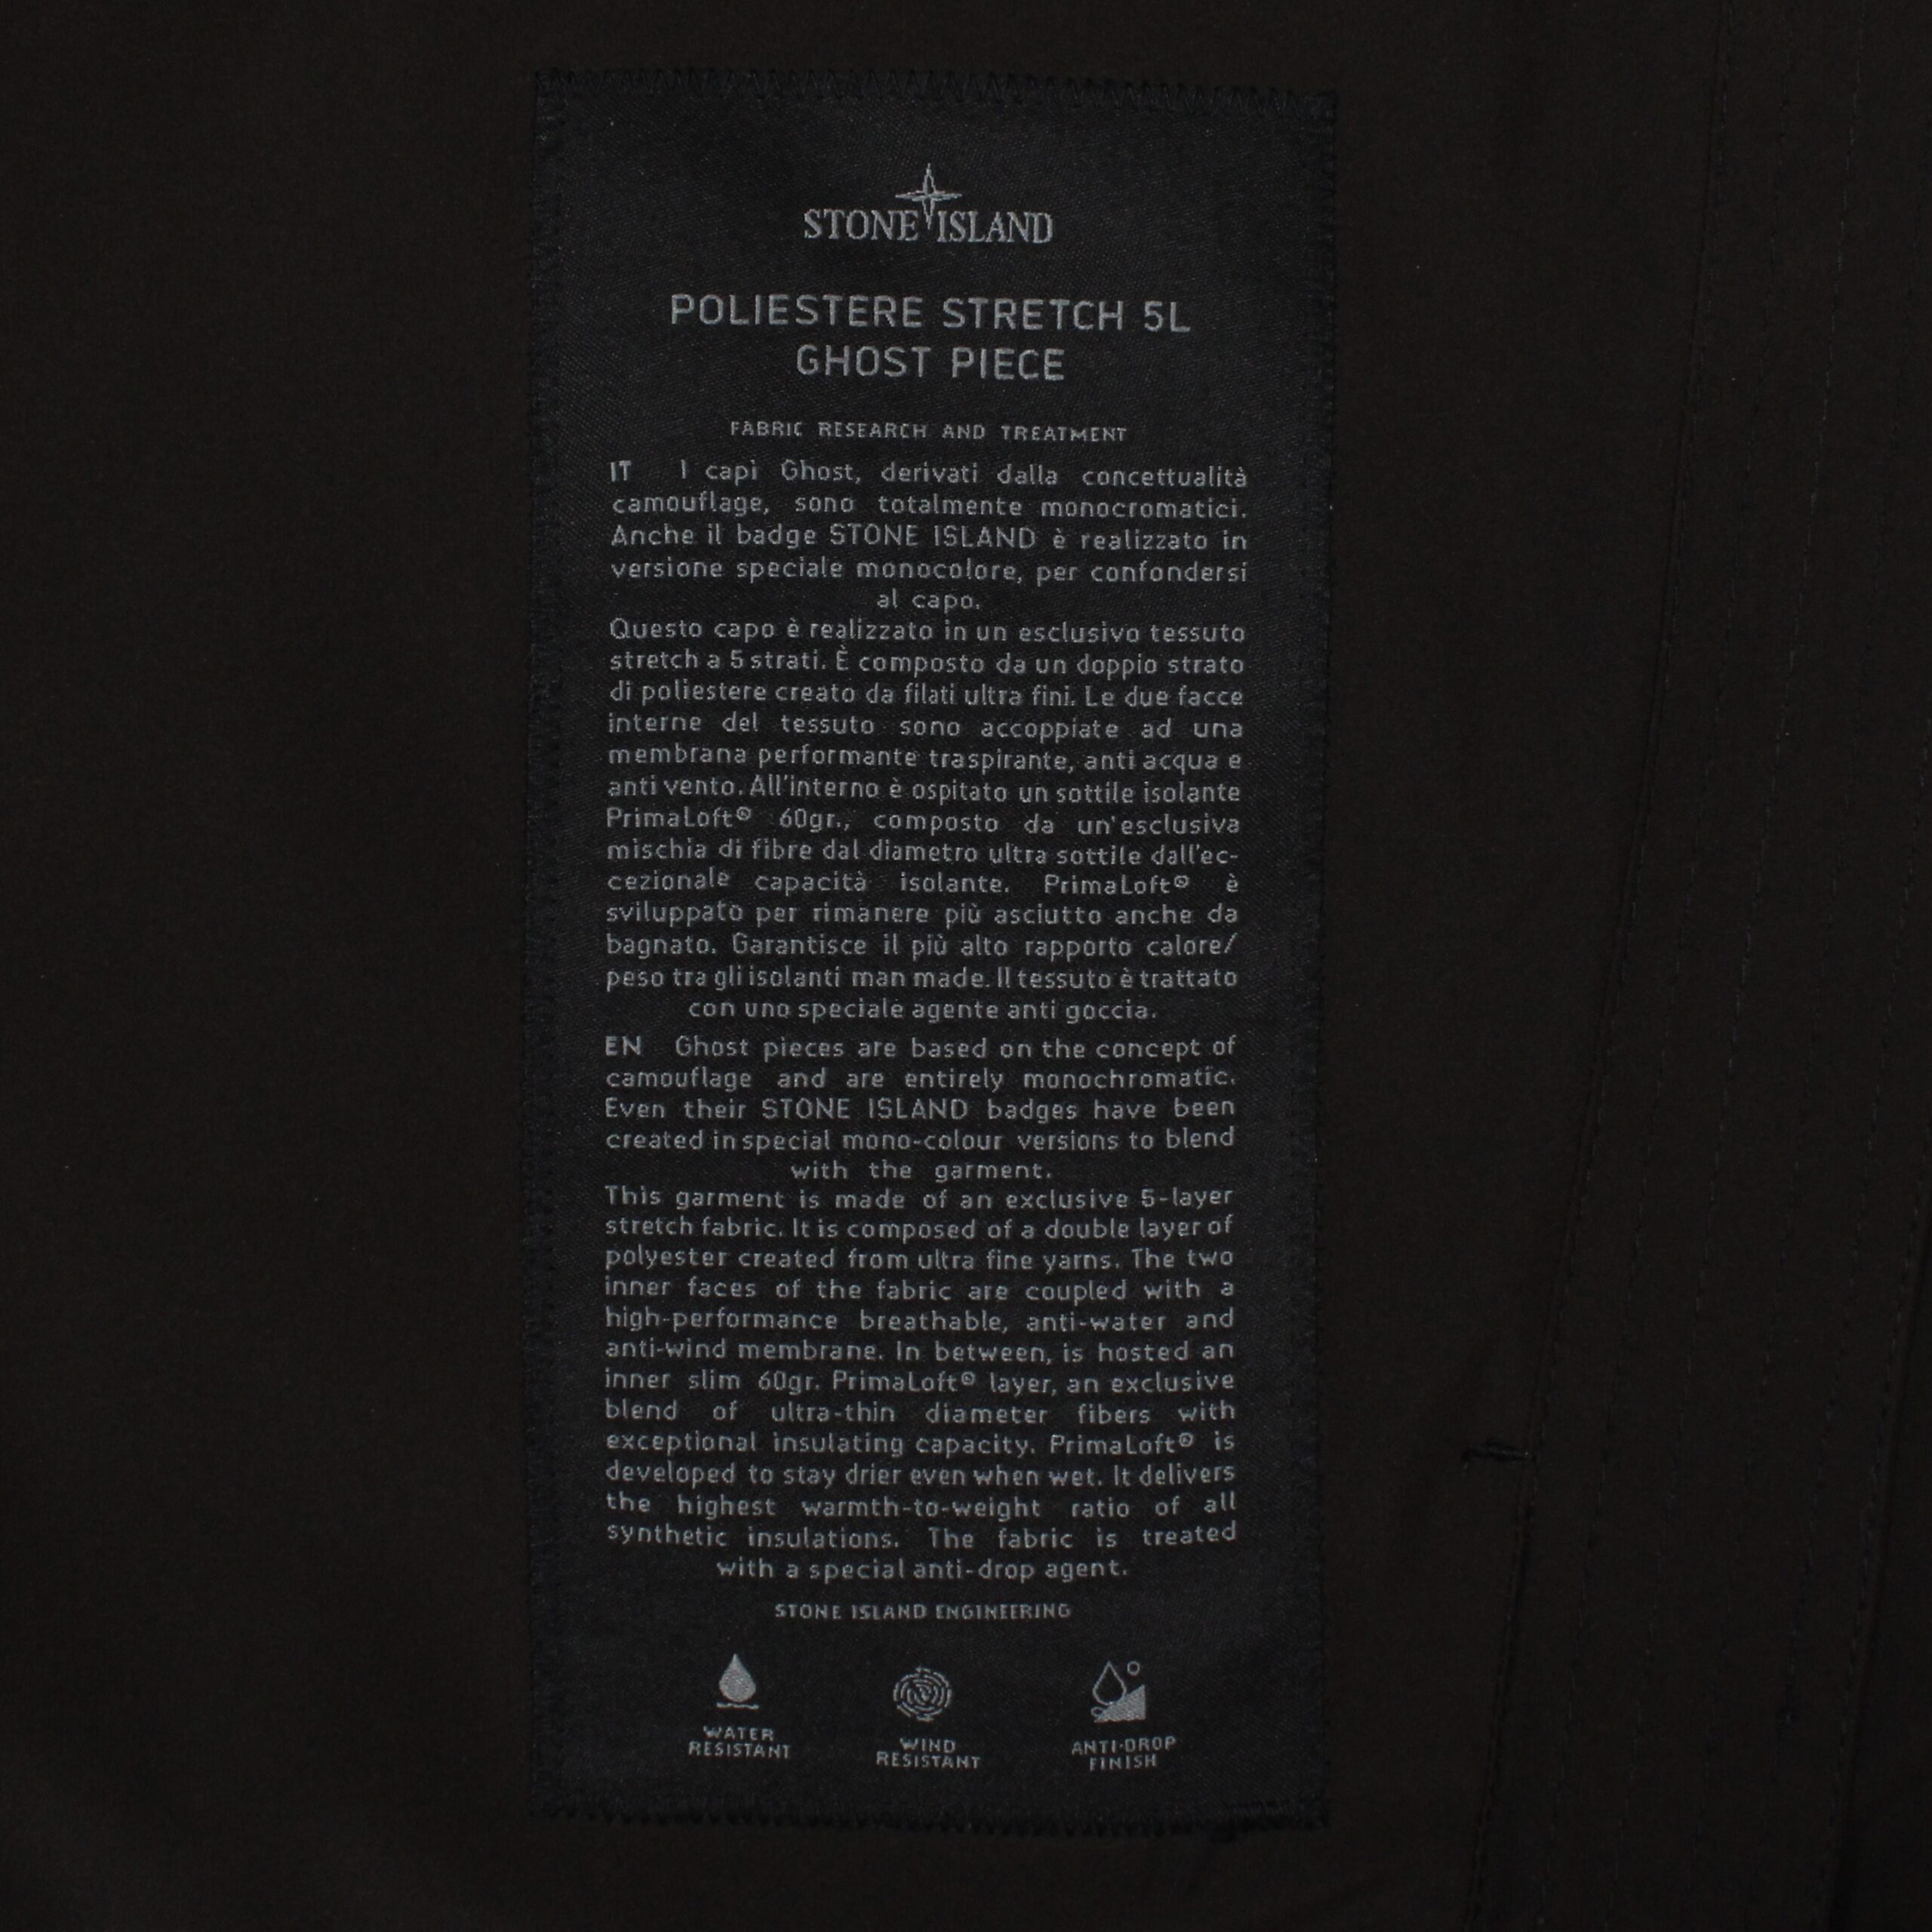 STONE ISLAND
POLIESTERE STRETCH 5L
GHOST PIECE
FABRIC RESEARCH AND TREATMENT
IT I capi Ghost, derivati dalla concettualità
camouflage, sono totalmente monocromatici.
Anche il badge STONE ISLAND è realizzato in
versione speciale monocolore, per confondersi
al capo.
Questo capo è realizzato in un esclusivo tessuto
stretch a 5 strati. È composto da un doppio strato
di poliestere creato da filati ultra fini. Le due facce
interne del tessuto sono accoppiate ad una
membrana performante traspirante, anti acqua e
anti vento. All'interno è ospitato un sottile isolante
PrimaLoft® 60gr., composto da un'esclusiva
mischia di fibre dal diametro ultra sottile dall'ec-
cezionale capacità isolante. PrimaLoft® è
sviluppato per rimanere più asciutto anche da
bagnato. Garantisce il più alto rapporto calore/
peso tra gli isolanti man made. Il tessuto è trattato
con uno speciale agente anti goccia.
EN Ghost pieces are based on the concept of
camouflage and are entirely monochromatic.
Even their STONE ISLAND badges have been
created in special mono-colour versions to blend
with the garment.
This garment is made of an exclusive 5-layer
stretch fabric. It is composed of a double layer of
polyester created from ultra fine yarns. The two
inner faces of the fabric are coupled with a
high-performance breathable, anti-water and
anti-wind membrane. In between, is hosted an
inner slim 60gr. PrimaLoft® layer, an exclusive
blend of ultra-thin diameter fibers with
exceptional insulating capacity. PrimaLoft® is
developed to stay drier even when wet. It delivers
the highest warmth-to-weight ratio of all
synthetic insulations. The fabric is treated
with a special anti-drop agent.
STONE ISLAND ENGINEERING
WATER
RESISTANT
WIND
RESISTANT
ANTI-DROP
FINISH